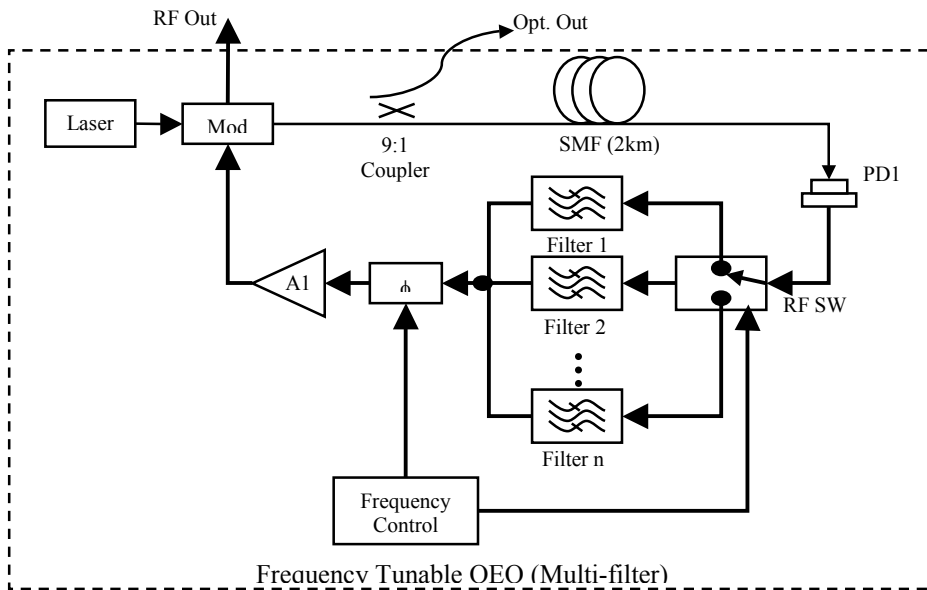 RF Out
Opt. Out
Laser
Mod
9:1
Coupler
SMF (2km)
PD1
Filter 1
A1
ϕ
Filter 2
RF SW
Filter n
Frequency
Control
Frequency Tunable OEO (Multi-filter)